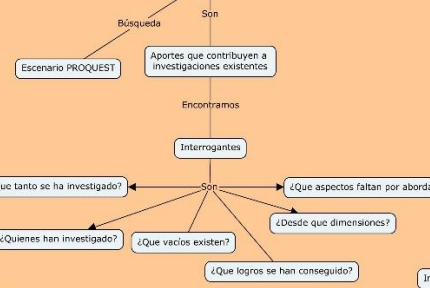 Son
Búsqueda
Escenario PROQUEST
Aportes que contribuyen a
investigaciones existentes
Encontramos
Interrogantes
ue tanto se ha investigado?
Son
¿Que aspectos faltan por aborda
¿Desde que dimensiones?
¿Quienes han investigado?
¿Que vacíos existen?
¿Que logros se han conseguido?